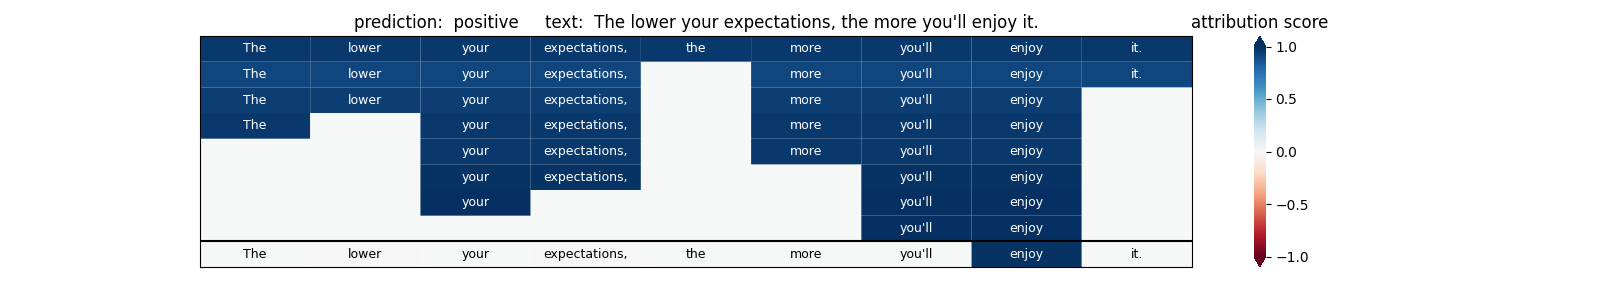 prediction:  positive     text:  The lower your expectations, the more you'll enjoy it.
attribution score
The lower your expectations, the more you'll enjoy it.
The lower your expectations, more you'll enjoy it.
The lower your expectations, more you'll enjoy
The your expectations, more you'll enjoy
your expectations, more you'll enjoy
your expectations, you'll enjoy
your you'll enjoy
you'll enjoy
The lower your expectations, the more you'll enjoy it.
1.0
0.5
0.0
−0.5
−1.0